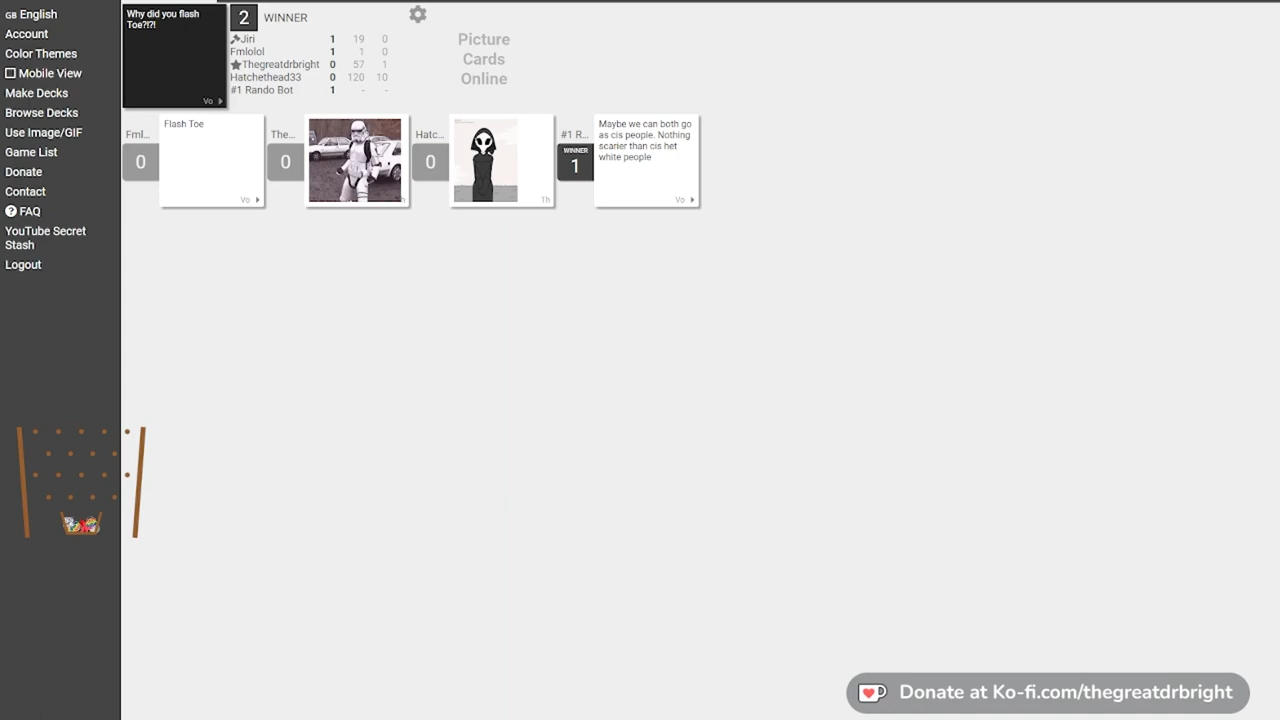 GB English
Account
Color Themes
Mobile View
Make Decks
Browse Decks
Use Image/GIF
Game List
Donate
Contact
? FAQ
YouTube Secret
Stash
Logout
Why did you flash
Toe?!?!
Vo
2 WINNER
Jiri 1 19 0
Fmlolol 1 1 0
Thegreatdrbright 0 57 1
Hatchethead33 0 120 10
#1 Rando Bot 1 - -
Picture
Cards
Online
Fml...
0
Flash Toe
Vo
The...
0
Hatc...
0
Th
#1 R...
WINNER
1
Maybe we can both go
as cis people. Nothing
scarier than cis het
white people
Vo
Donate at Ko-fi.com/thegreatdrbright